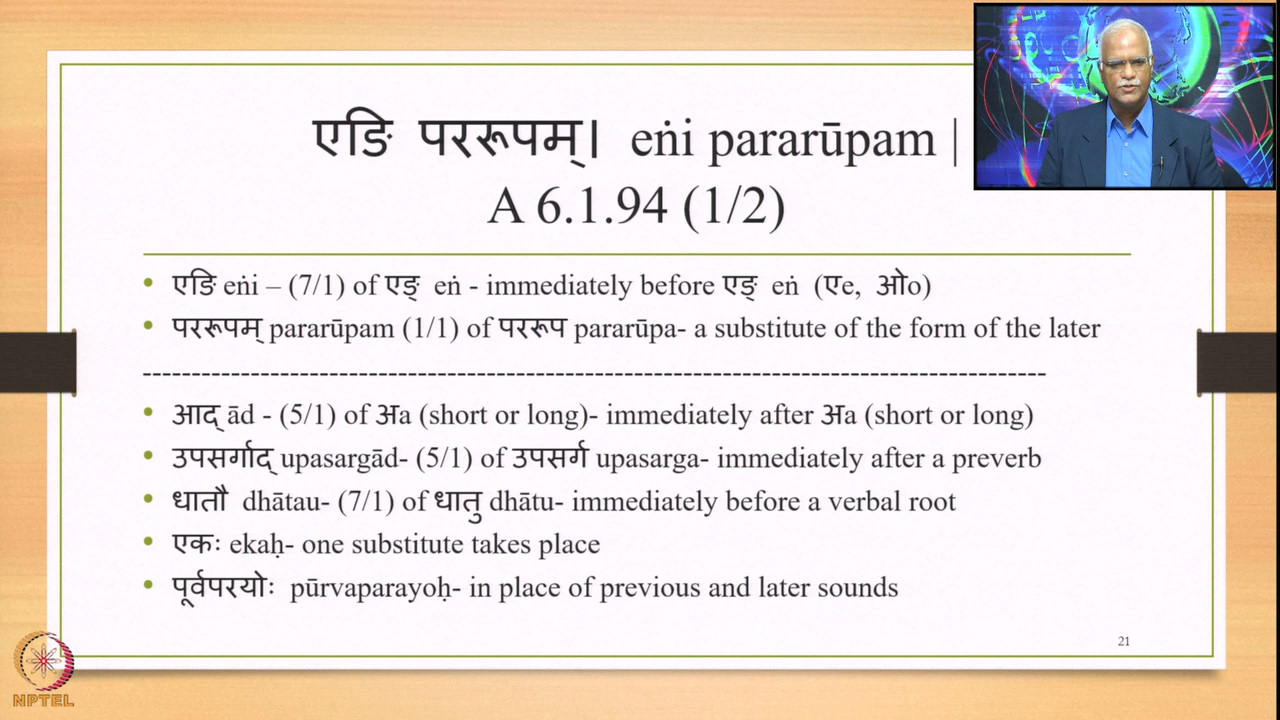 एङि पररूपम्। eṅi pararūpam |
A 6.1.94 (1/2)
• एङि eṅi – (7/1) of एङ् eṅ - immediately before एङ् eṅ (एe, ओo)
• पररूपम् pararūpam (1/1) of पररूप pararūpa- a substitute of the form of the later
--------------------------------------------------------------------------------
• आद् ād - (5/1) of अa (short or long)- immediately after अa (short or long)
• उपसर्गाद् upasargād- (5/1) of उपसर्ग upasarga- immediately after a preverb
• धातौ dhātau- (7/1) of धातु dhātu- immediately before a verbal root
• एकः ekaḥ- one substitute takes place
• पूर्वपरयोः pūrvaparayoḥ- in place of previous and later sounds
21
NPTEL